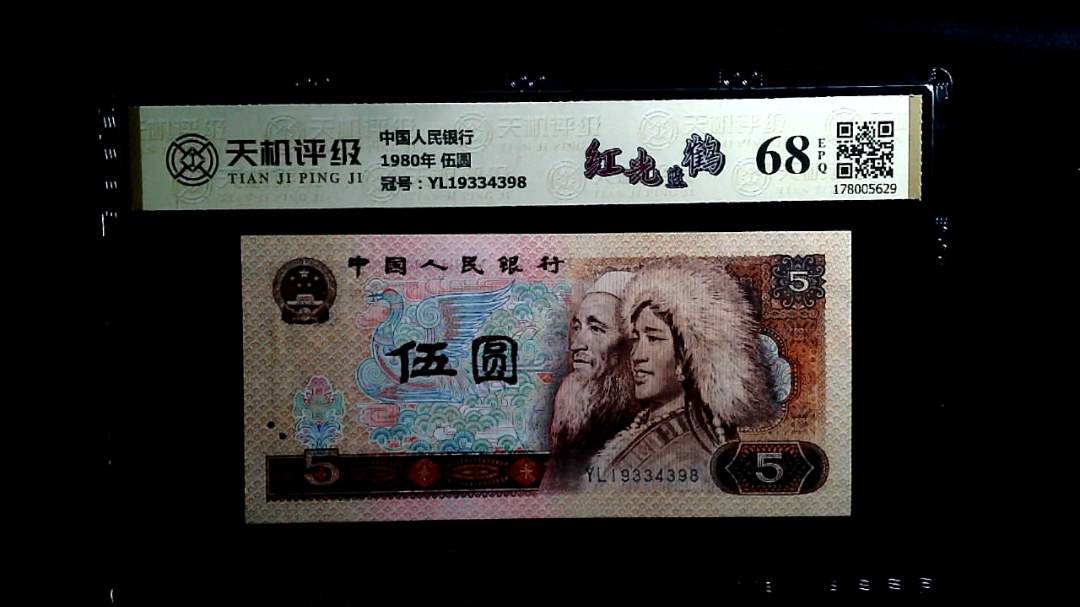 天机评级
TIAN JI PING JI
中国人民银行
1980年 伍圆
冠号：YL19334398
红光蓝鹤
68
EPQ
178005629
中国人民银行
5
伍圆
5
YL19334398
5